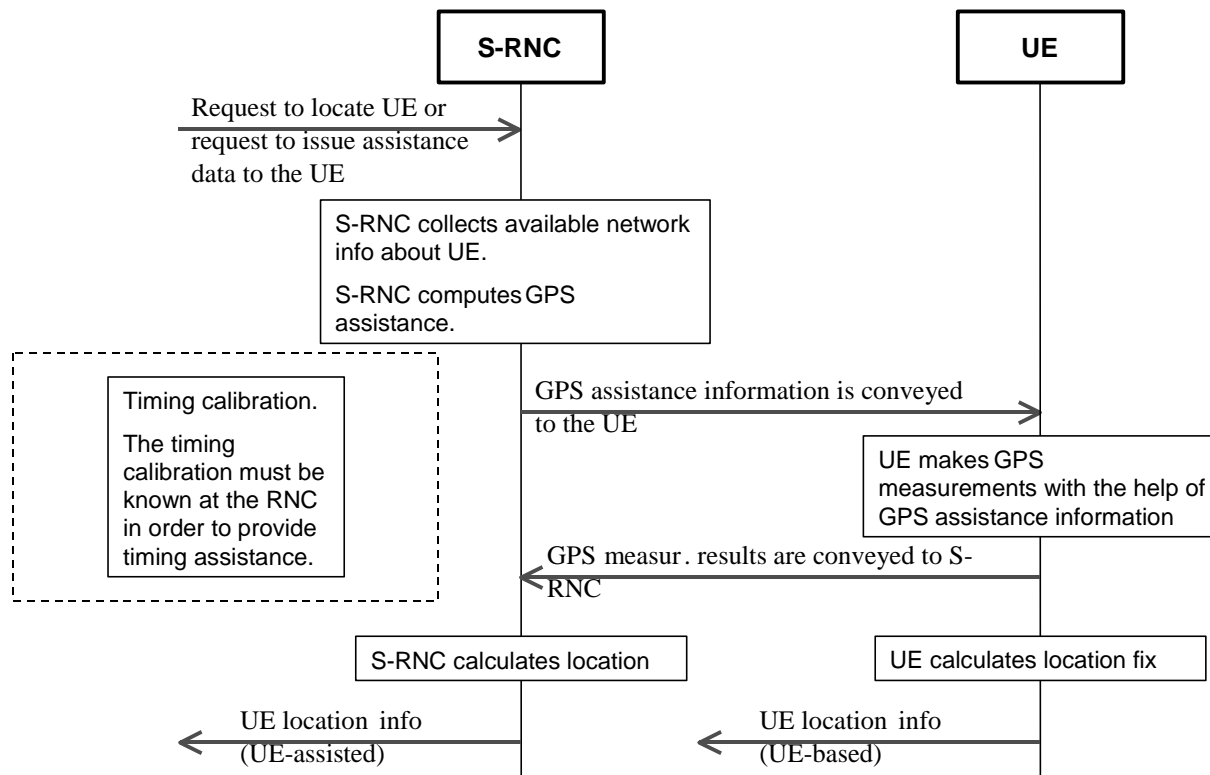 S-RNC
UE
Request to locate UE or
request to issue assistance
data to the UE
S-RNC collects available network
info about UE.
S-RNC computes GPS
assistance.
Timing calibration.
The timing
calibration must be
known at the RNC
in order to provide
timing assistance.
GPS assistance information is conveyed
to the UE
UE makes GPS
measurements with the help of
GPS assistance information
GPS measur. results are conveyed to S-
RNC
S-RNC calculates location
UE calculates location fix
UE location info
(UE-assisted)
UE location info
(UE-based)